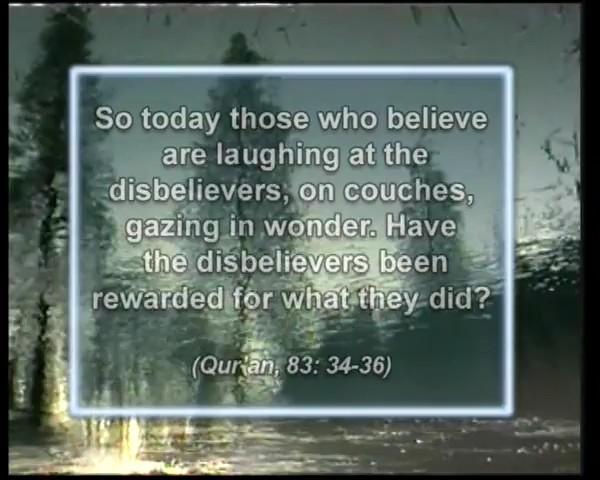 So today those who believe
are laughing at the
disbelievers, on couches,
gazing in wonder. Have
the disbelievers been
rewarded for what they did?
(Qur'an, 83: 34-36)